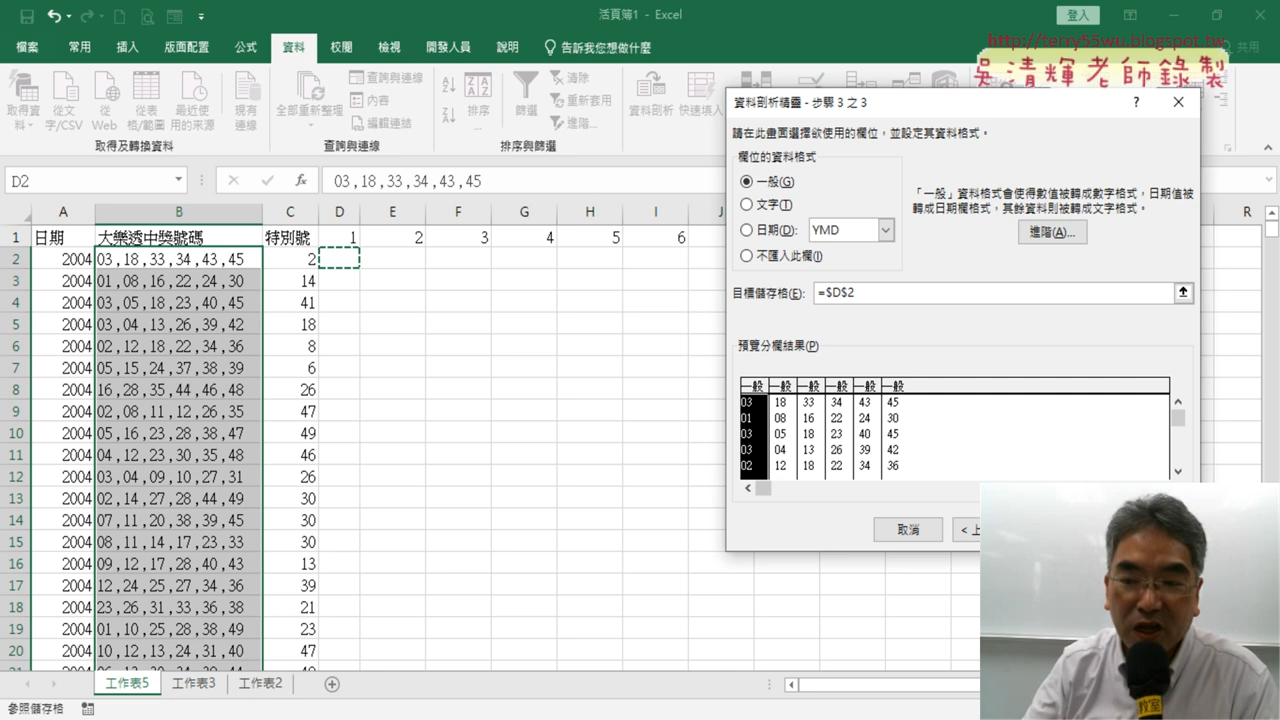 活頁簿1 - Excel
登入
檔案 常用 插入 版面配置 公式 資料 校閱 檢視 開發人員 說明 告訴我您想做什麼 共用
http://terry55wu.blogspot.tw
吳清輝老師錄製
取得資料 從文字/CSV 從Web 從表格/範圍 最近使用的來源 現有連線 全部重新整理 查詢與連線 內容 編輯連結 排序... 篩選 清除 重新套用 進階... 資料剖析 快速填入
取得及轉換資料 查詢與連線 排序與篩選
D2 fx 03,18,33,34,43,45
A B C D E F G H I J R
1 日期 大樂透中獎號碼 特別號 1 2 3 4 5 6
2 2004 03,18,33,34,43,45 2
3 2004 01,08,16,22,24,30 14
4 2004 03,05,18,23,40,45 41
5 2004 03,04,13,26,39,42 18
6 2004 02,12,18,22,34,36 8
7 2004 05,15,24,37,38,39 6
8 2004 16,28,35,44,46,48 26
9 2004 02,08,11,12,26,35 47
10 2004 05,16,23,28,38,47 49
11 2004 04,12,23,30,35,48 46
12 2004 03,04,09,10,27,31 26
13 2004 02,14,27,28,44,49 30
14 2004 07,11,20,38,39,45 30
15 2004 08,11,14,17,23,33 30
16 2004 09,12,17,28,40,43 13
17 2004 12,24,25,27,34,36 39
18 2004 23,26,31,33,36,38 21
19 2004 01,10,25,28,38,49 23
20 2004 10,12,13,24,31,40 47
工作表5 工作表3 工作表2
參照儲存格
資料剖析精靈 - 步驟 3 之 3 ?
請在此畫面選擇欲使用的欄位，並設定其資料格式。
欄位的資料格式
一般(G)
文字(T)
日期(D): YMD
不匯入此欄(I)
「一般」資料格式會使得數值被轉成數字格式，日期值被
轉成日期欄格式，其餘資料則被轉成文字格式。
進階(A)...
目標儲存格(E): =$D$2
預覽分欄結果(P)
一般 一般 一般 一般 一般 一般
03 18 33 34 43 45
01 08 16 22 24 30
03 05 18 23 40 45
03 04 13 26 39 42
02 12 18 22 34 36
取消 < 上
教室